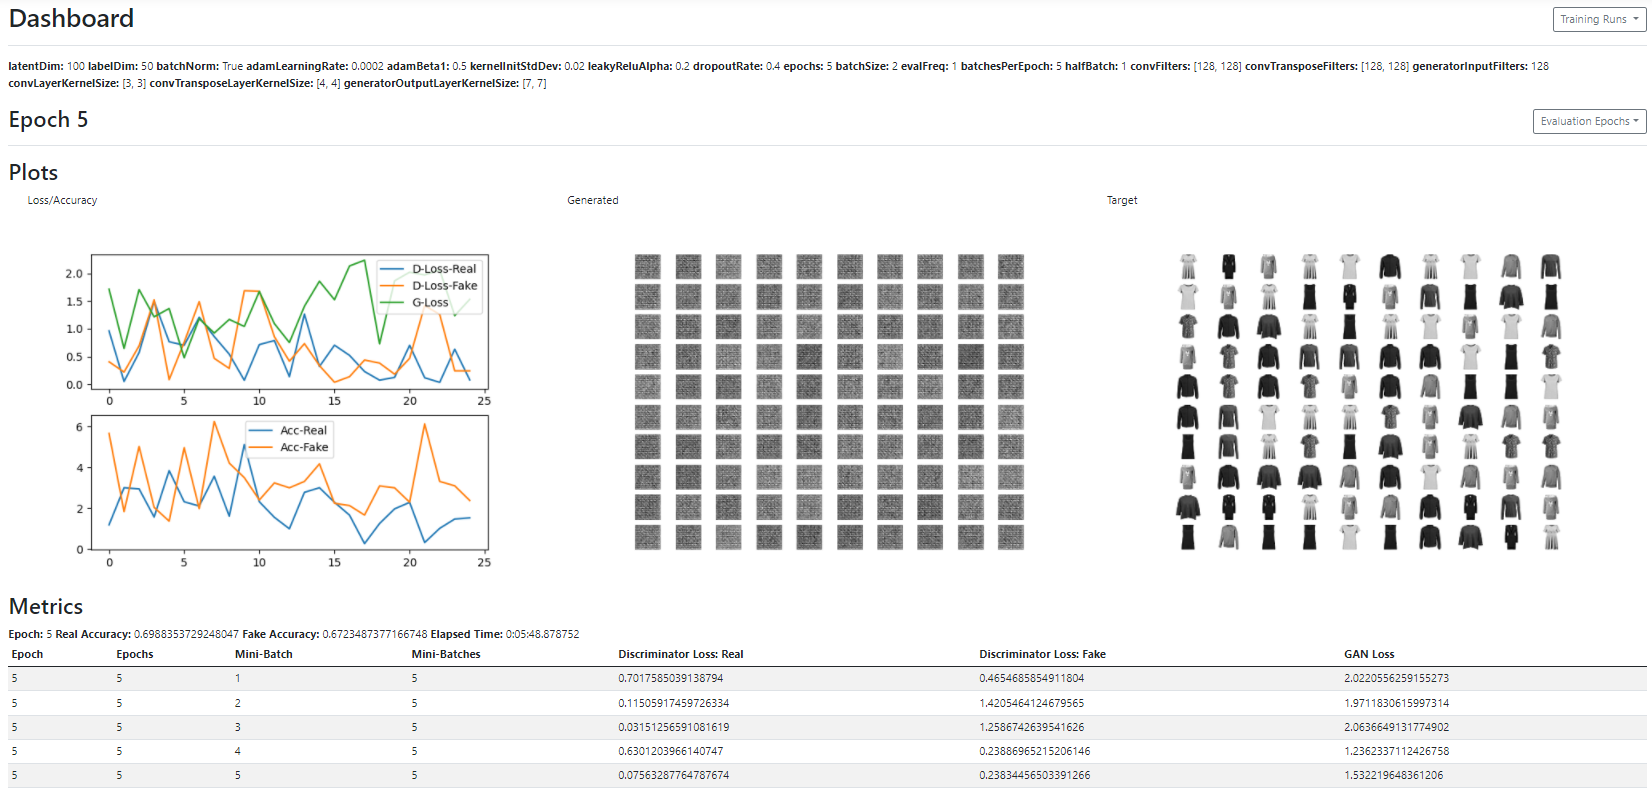 Dashboard
Training Runs
latentDim: 100 labelDim: 50 batchNorm: True adamLearningRate: 0.0002 adamBeta1: 0.5 kernelInitStdDev: 0.02 leakyReluAlpha: 0.2 dropoutRate: 0.4 epochs: 5 batchSize: 2 evalFreq: 1 batchesPerEpoch: 5 halfBatch: 1 convFilters: [128, 128] convTransposeFilters: [128, 128] generatorInputFilters: 128
convLayerKernelSize: [3, 3] convTransposeLayerKernelSize: [4, 4] generatorOutputLayerKernelSize: [7, 7]
Epoch 5
Evaluation Epochs
Plots
Loss/Accuracy Generated Target
2.0
1.5
1.0
0.5
0.0
D-Loss-Real
D-Loss-Fake
G-Loss
0 5 10 15 20 25
6
4
2
0
Acc-Real
Acc-Fake
0 5 10 15 20 25
Metrics
Epoch: 5 Real Accuracy: 0.6988353729248047 Fake Accuracy: 0.6723487377166748 Elapsed Time: 0:05:48.878752
Epoch Epochs Mini-Batch Mini-Batches Discriminator Loss: Real Discriminator Loss: Fake GAN Loss
5 5 1 5 0.7017585039138794 0.4654685854911804 2.0220556259155273
5 5 2 5 0.11505917459726334 1.4205464124679565 1.9711830615997314
5 5 3 5 0.03151256591081619 1.2586742639541626 2.0636649131774902
5 5 4 5 0.6301203966140747 0.23886965215206146 1.2362337112426758
5 5 5 5 0.07563287764787674 0.23834456503391266 1.532219648361206